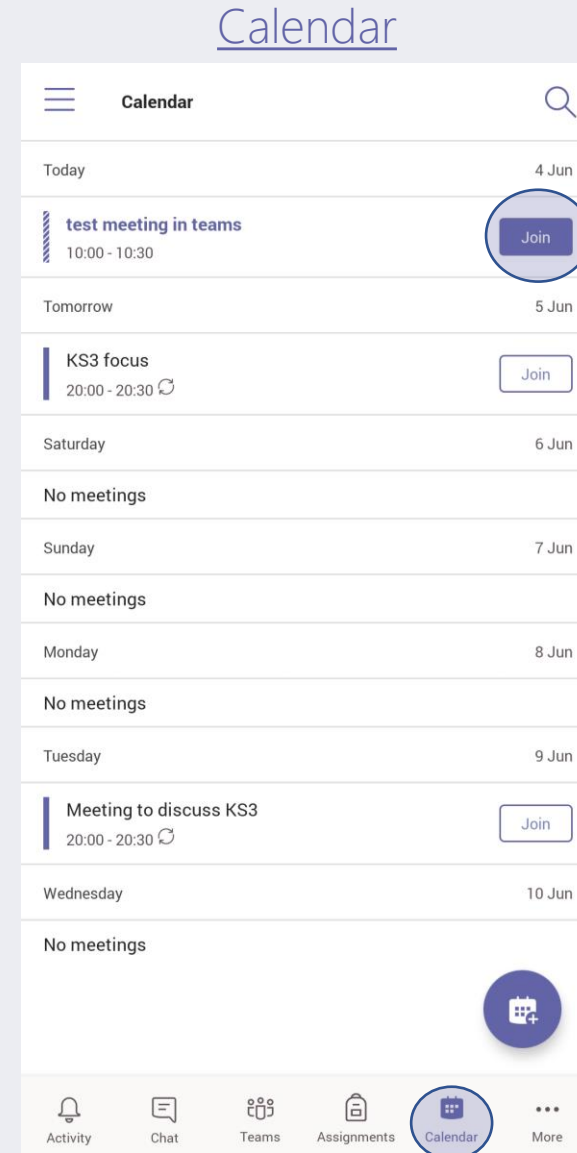 Calendar
Calendar
Today 4 Jun
test meeting in teams
10:00 - 10:30
Join
Tomorrow 5 Jun
KS3 focus
20:00 - 20:30
Join
Saturday 6 Jun
No meetings
Sunday 7 Jun
No meetings
Monday 8 Jun
No meetings
Tuesday 9 Jun
Meeting to discuss KS3
20:00 - 20:30
Join
Wednesday 10 Jun
No meetings
Activity Chat Teams Assignments Calendar More